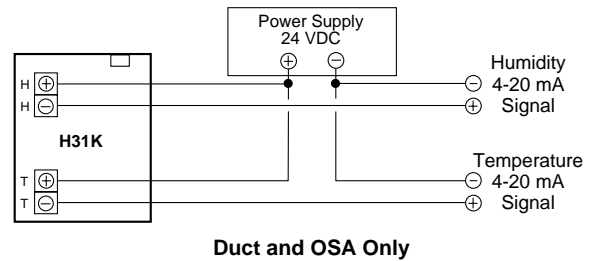 Power Supply
24 VDC
⊕ ⊖
Humidity
H ⊕
⊖ 4-20 mA
H ⊖
⊕ Signal
H31K
Temperature
T ⊕
⊖ 4-20 mA
T ⊖
⊕ Signal
Duct and OSA Only